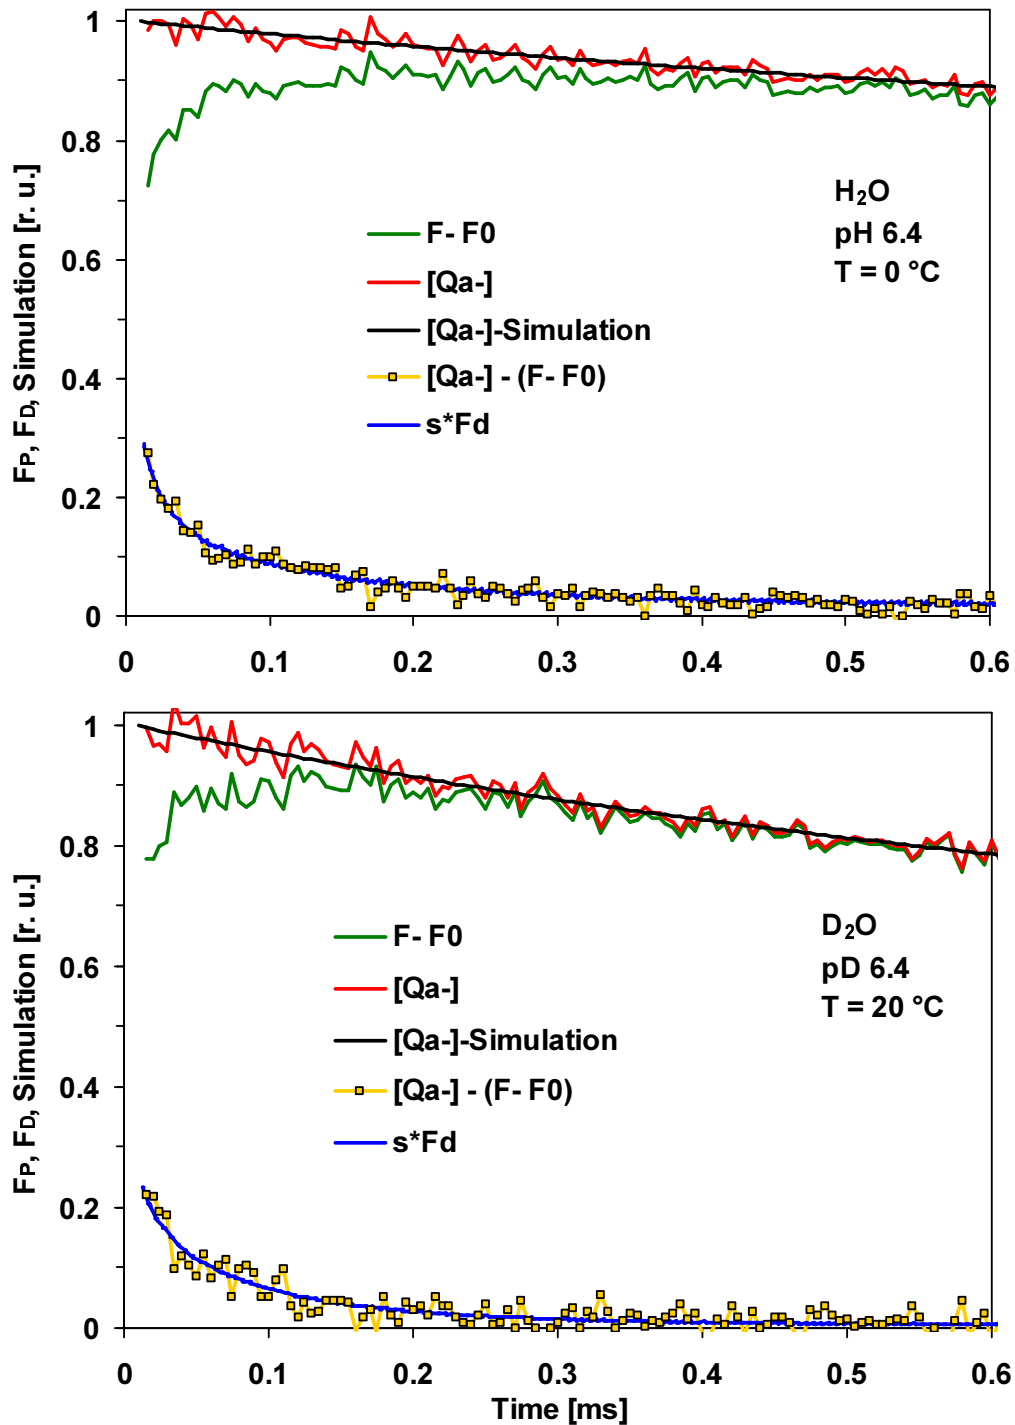 FP, FD, Simulation [r. u.]
1
0.8
0.6
0.4
0.2
0
H2O
pH 6.4
T = 0 °C
F- F0
[Qa-]
[Qa-]-Simulation
[Qa-] - (F- F0)
s*Fd
0 0.1 0.2 0.3 0.4 0.5 0.6
FP, FD, Simulation [r. u.]
1
0.8
0.6
0.4
0.2
0
D2O
pD 6.4
T = 20 °C
F- F0
[Qa-]
[Qa-]-Simulation
[Qa-] - (F- F0)
s*Fd
0 0.1 0.2 0.3 0.4 0.5 0.6
Time [ms]